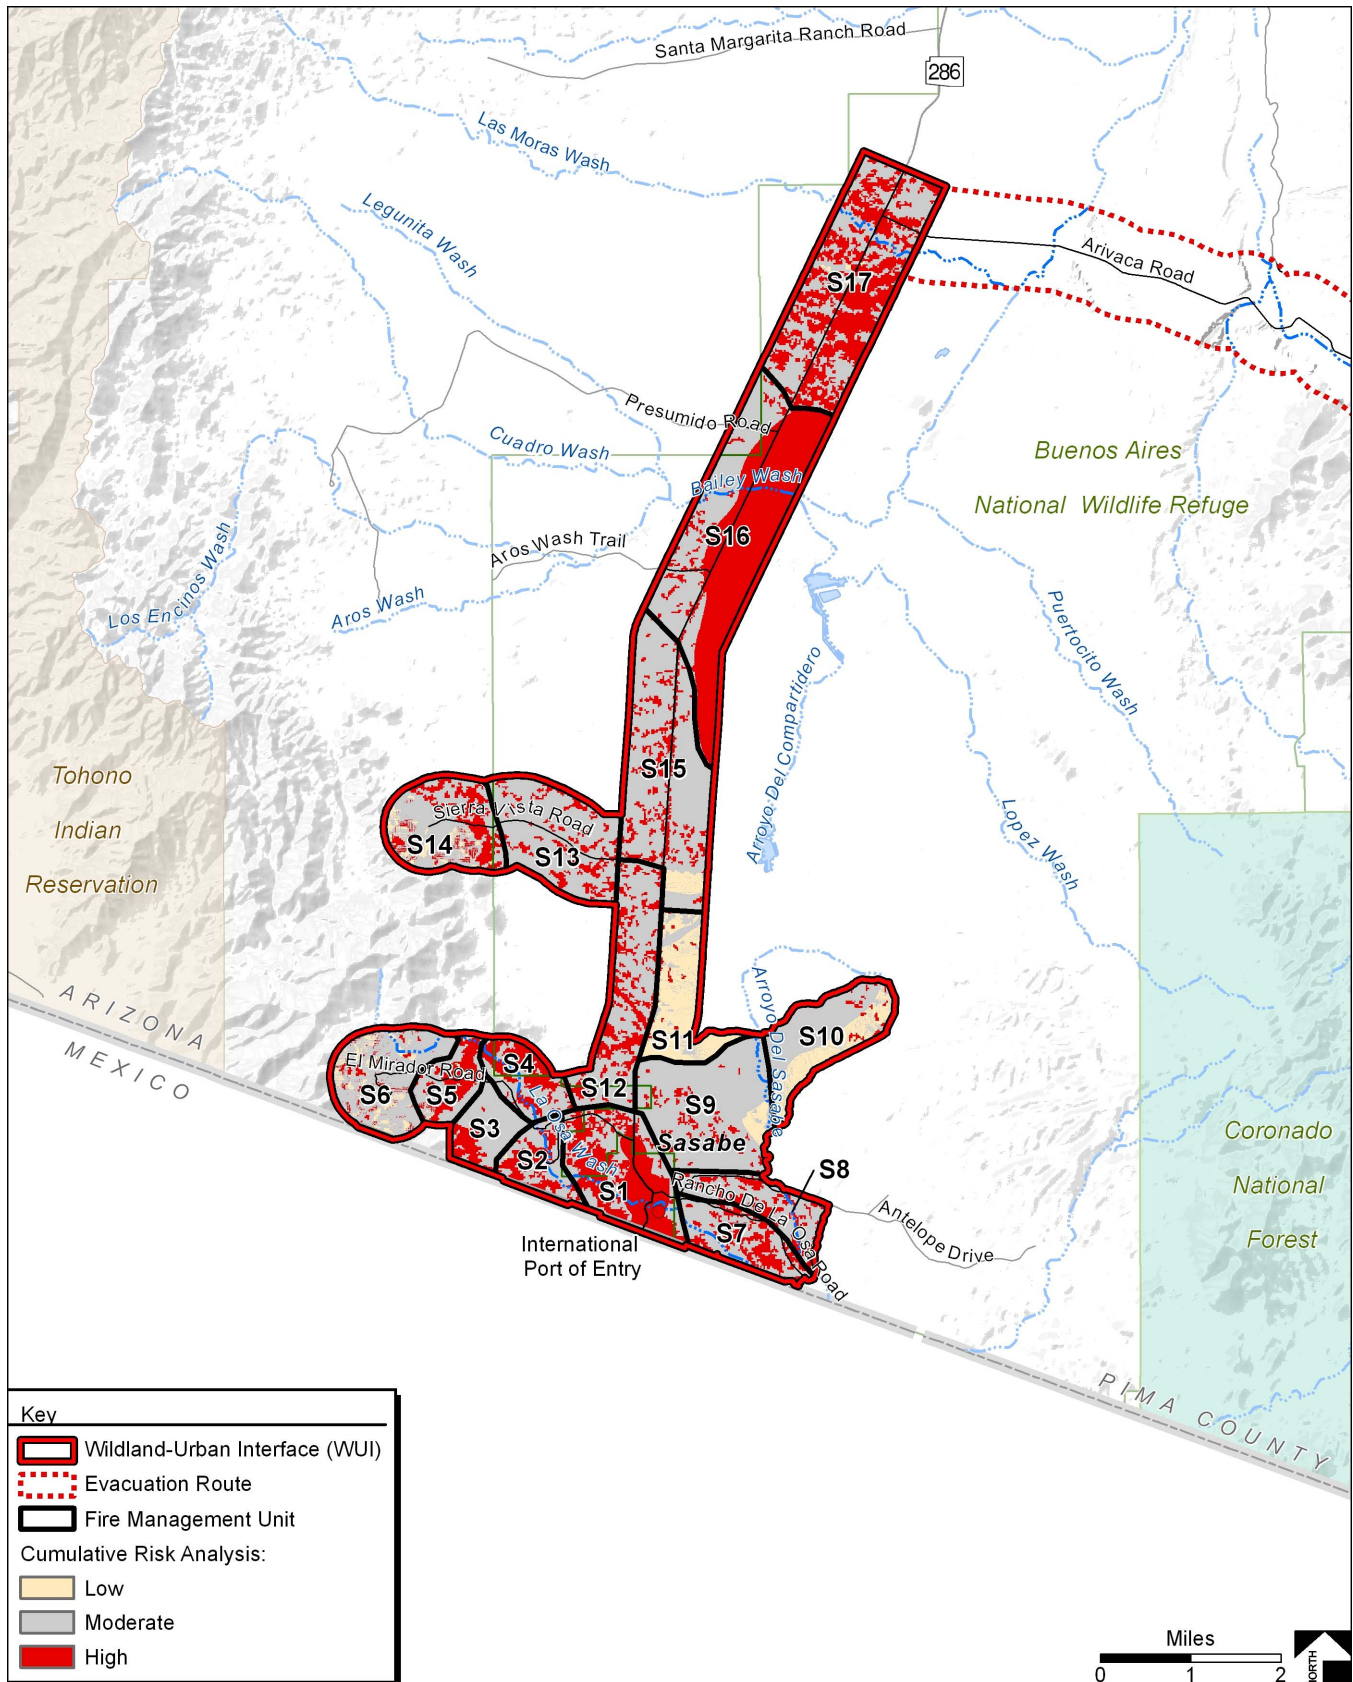 Santa Margarita Ranch Road
286
Las Moras Wash
Legunita Wash
Arivaca Road
S17
Presumido Road
Cuadro Wash
Bailey Wash
Buenos Aires
National Wildlife Refuge
S16
Aros Wash Trail
Los Encinos Wash
Aros Wash
Puertocito Wash
Arroyo Del Compartidero
Tohono
Indian
Reservation
S15
Sierra Vista Road
S14
S13
Lopez Wash
ARIZONA
MEXICO
Arroyo Del Sasabe
S10
S11
El Mirador Road
S4
S6
S5
S12
La Osa Wash
S9
S3
Sasabe
S2
S8
S1
Rancho De La Osa Road
S7
Antelope Drive
International
Port of Entry
Coronado
National
Forest
PIMA COUNTY
Key
Wildland-Urban Interface (WUI)
Evacuation Route
Fire Management Unit
Cumulative Risk Analysis:
Low
Moderate
High
Miles
0 1 2
NORTH